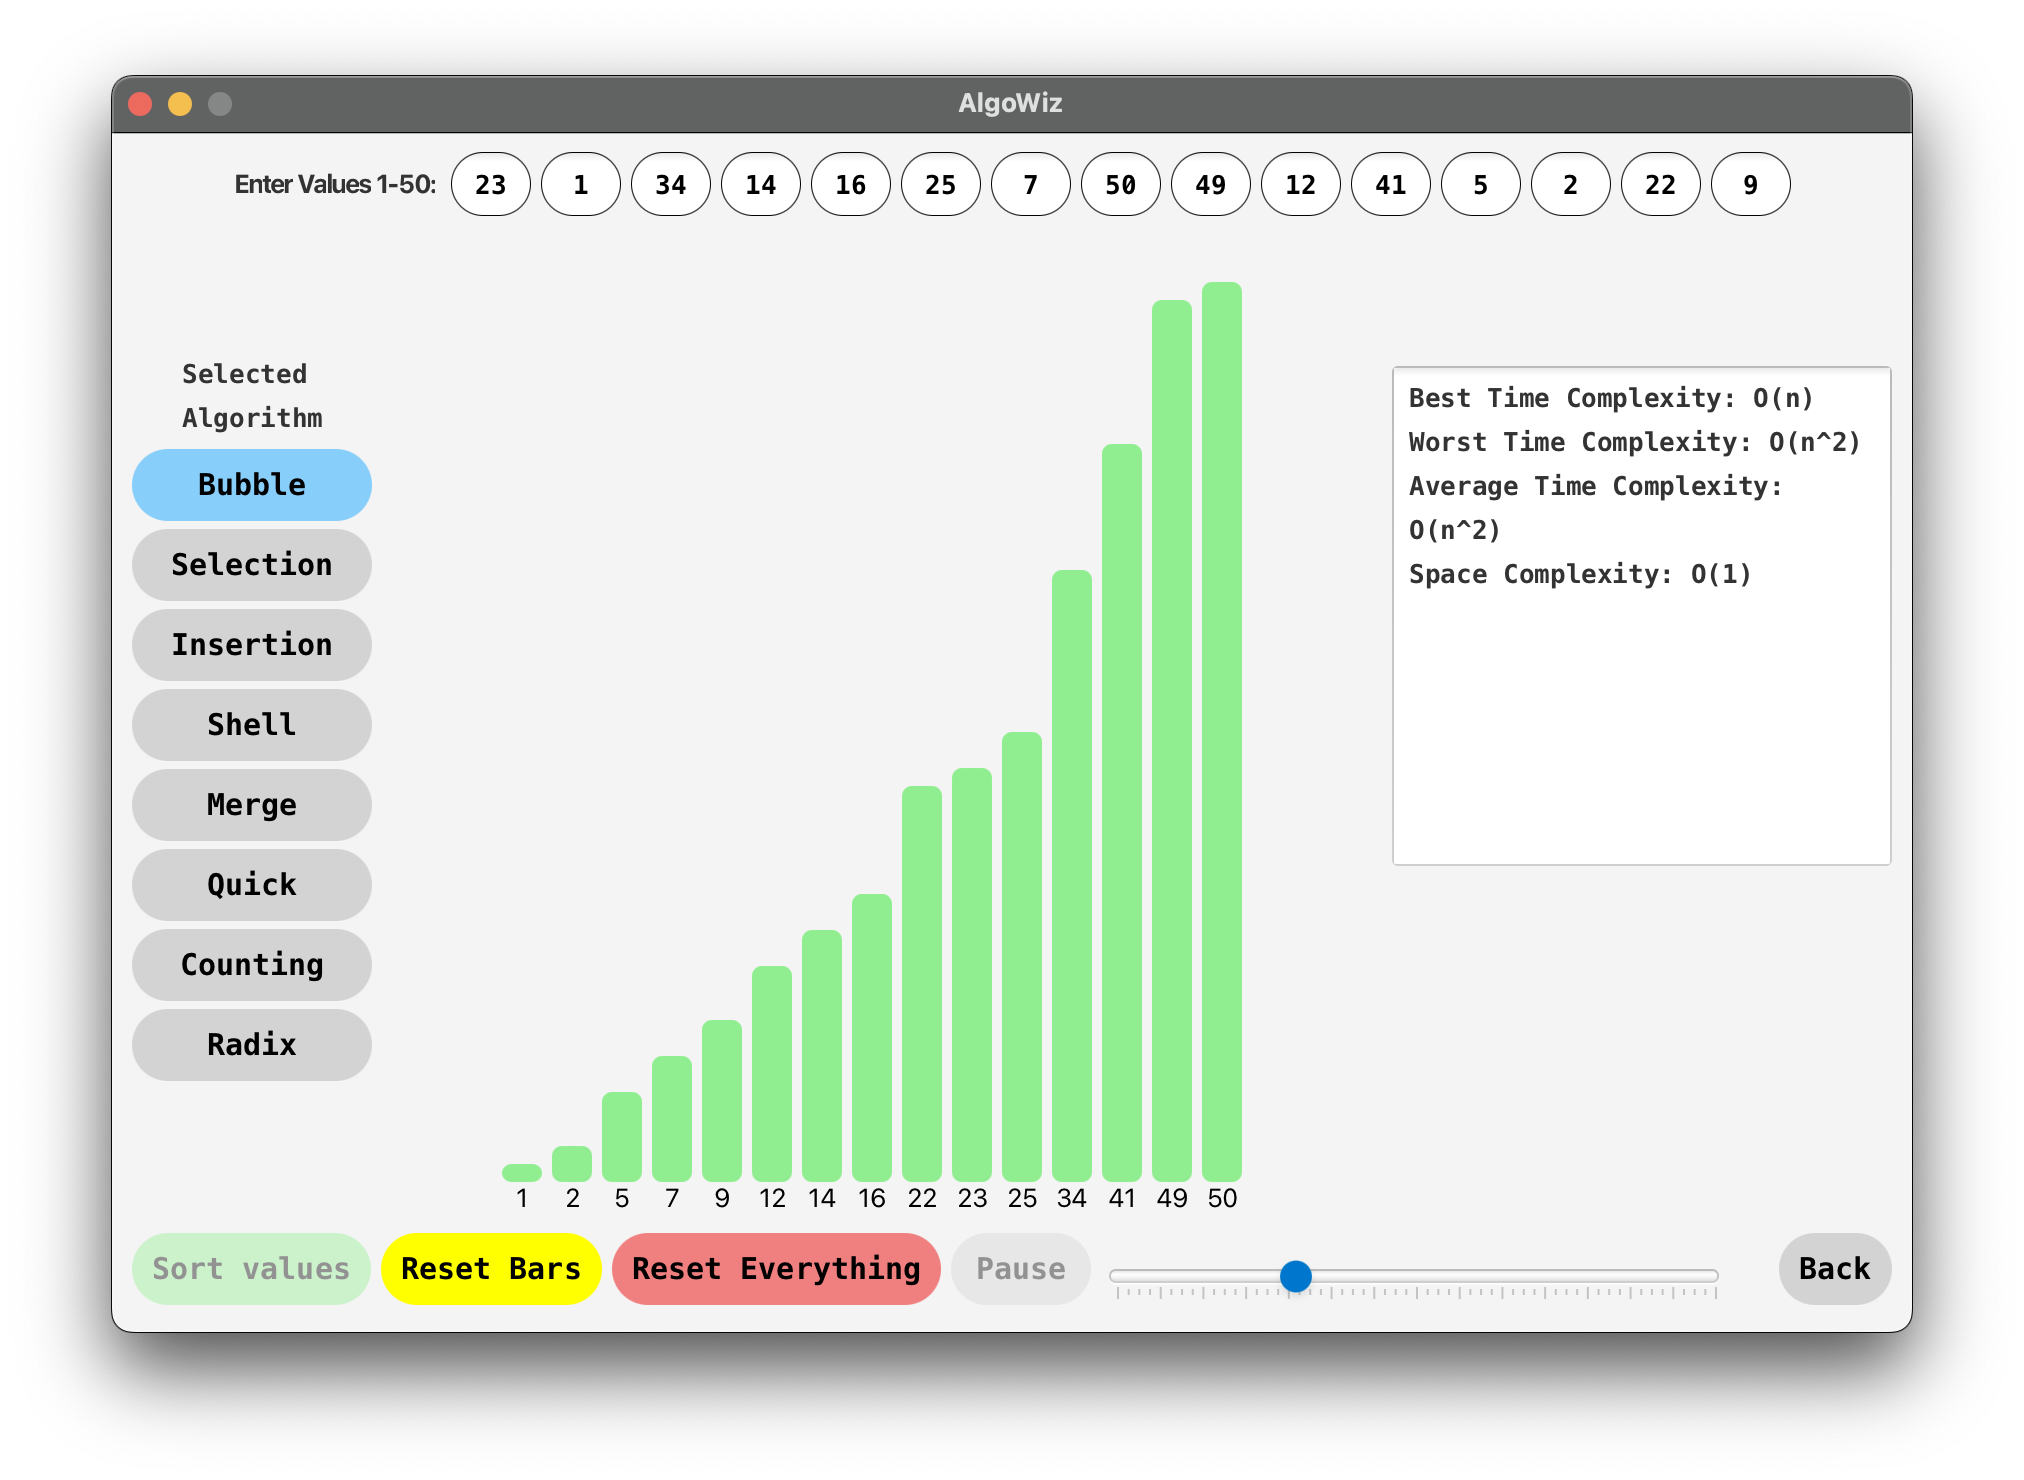 AlgoWiz
Enter Values 1-50: 23 1 34 14 16 25 7 50 49 12 41 5 2 22 9
Selected
Algorithm
Bubble
Selection
Insertion
Shell
Merge
Quick
Counting
Radix
Best Time Complexity: O(n)
Worst Time Complexity: O(n^2)
Average Time Complexity:
O(n^2)
Space Complexity: O(1)
1 2 5 7 9 12 14 16 22 23 25 34 41 49 50
Sort values Reset Bars Reset Everything Pause Back